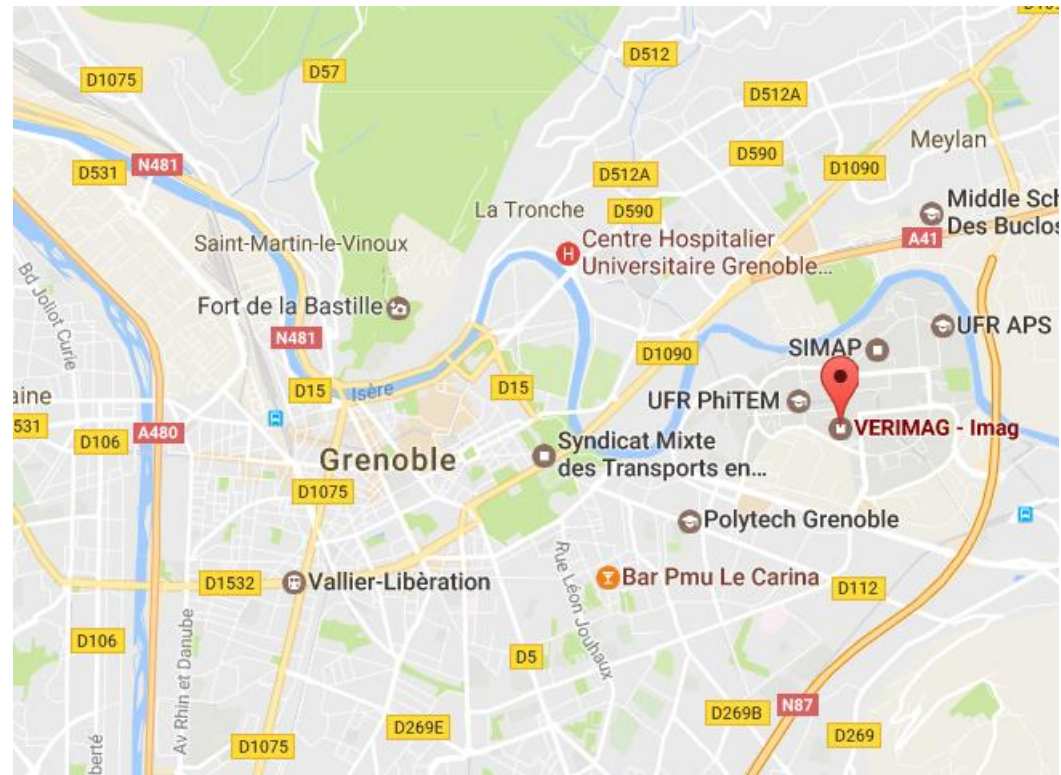 D1075
D57
D512
D512A
D531
N481
D512A
D590
D1090
Meylan
La Tronche
D590
Middle Sch
Des Buclos
A41
Saint-Martin-le-Vinoux
Centre Hospitalier
Universitaire Grenoble...
Bd Joliot Curie
Fort de la Bastille
N481
D1090
UFR APS
SIMAP
D15
Isère
D15
UFR PhiTEM
aine
531
D106
A480
VERIMAG - Imag
Grenoble
Syndicat Mixte
des Transports en...
D1075
Polytech Grenoble
D1532
Vallier-Libèration
Rue Léon Jouhaux
Bar Pmu Le Carina
D112
D106
Av Rhin et Danube
D5
N87
D269B
D269E
D269
D1075
berté